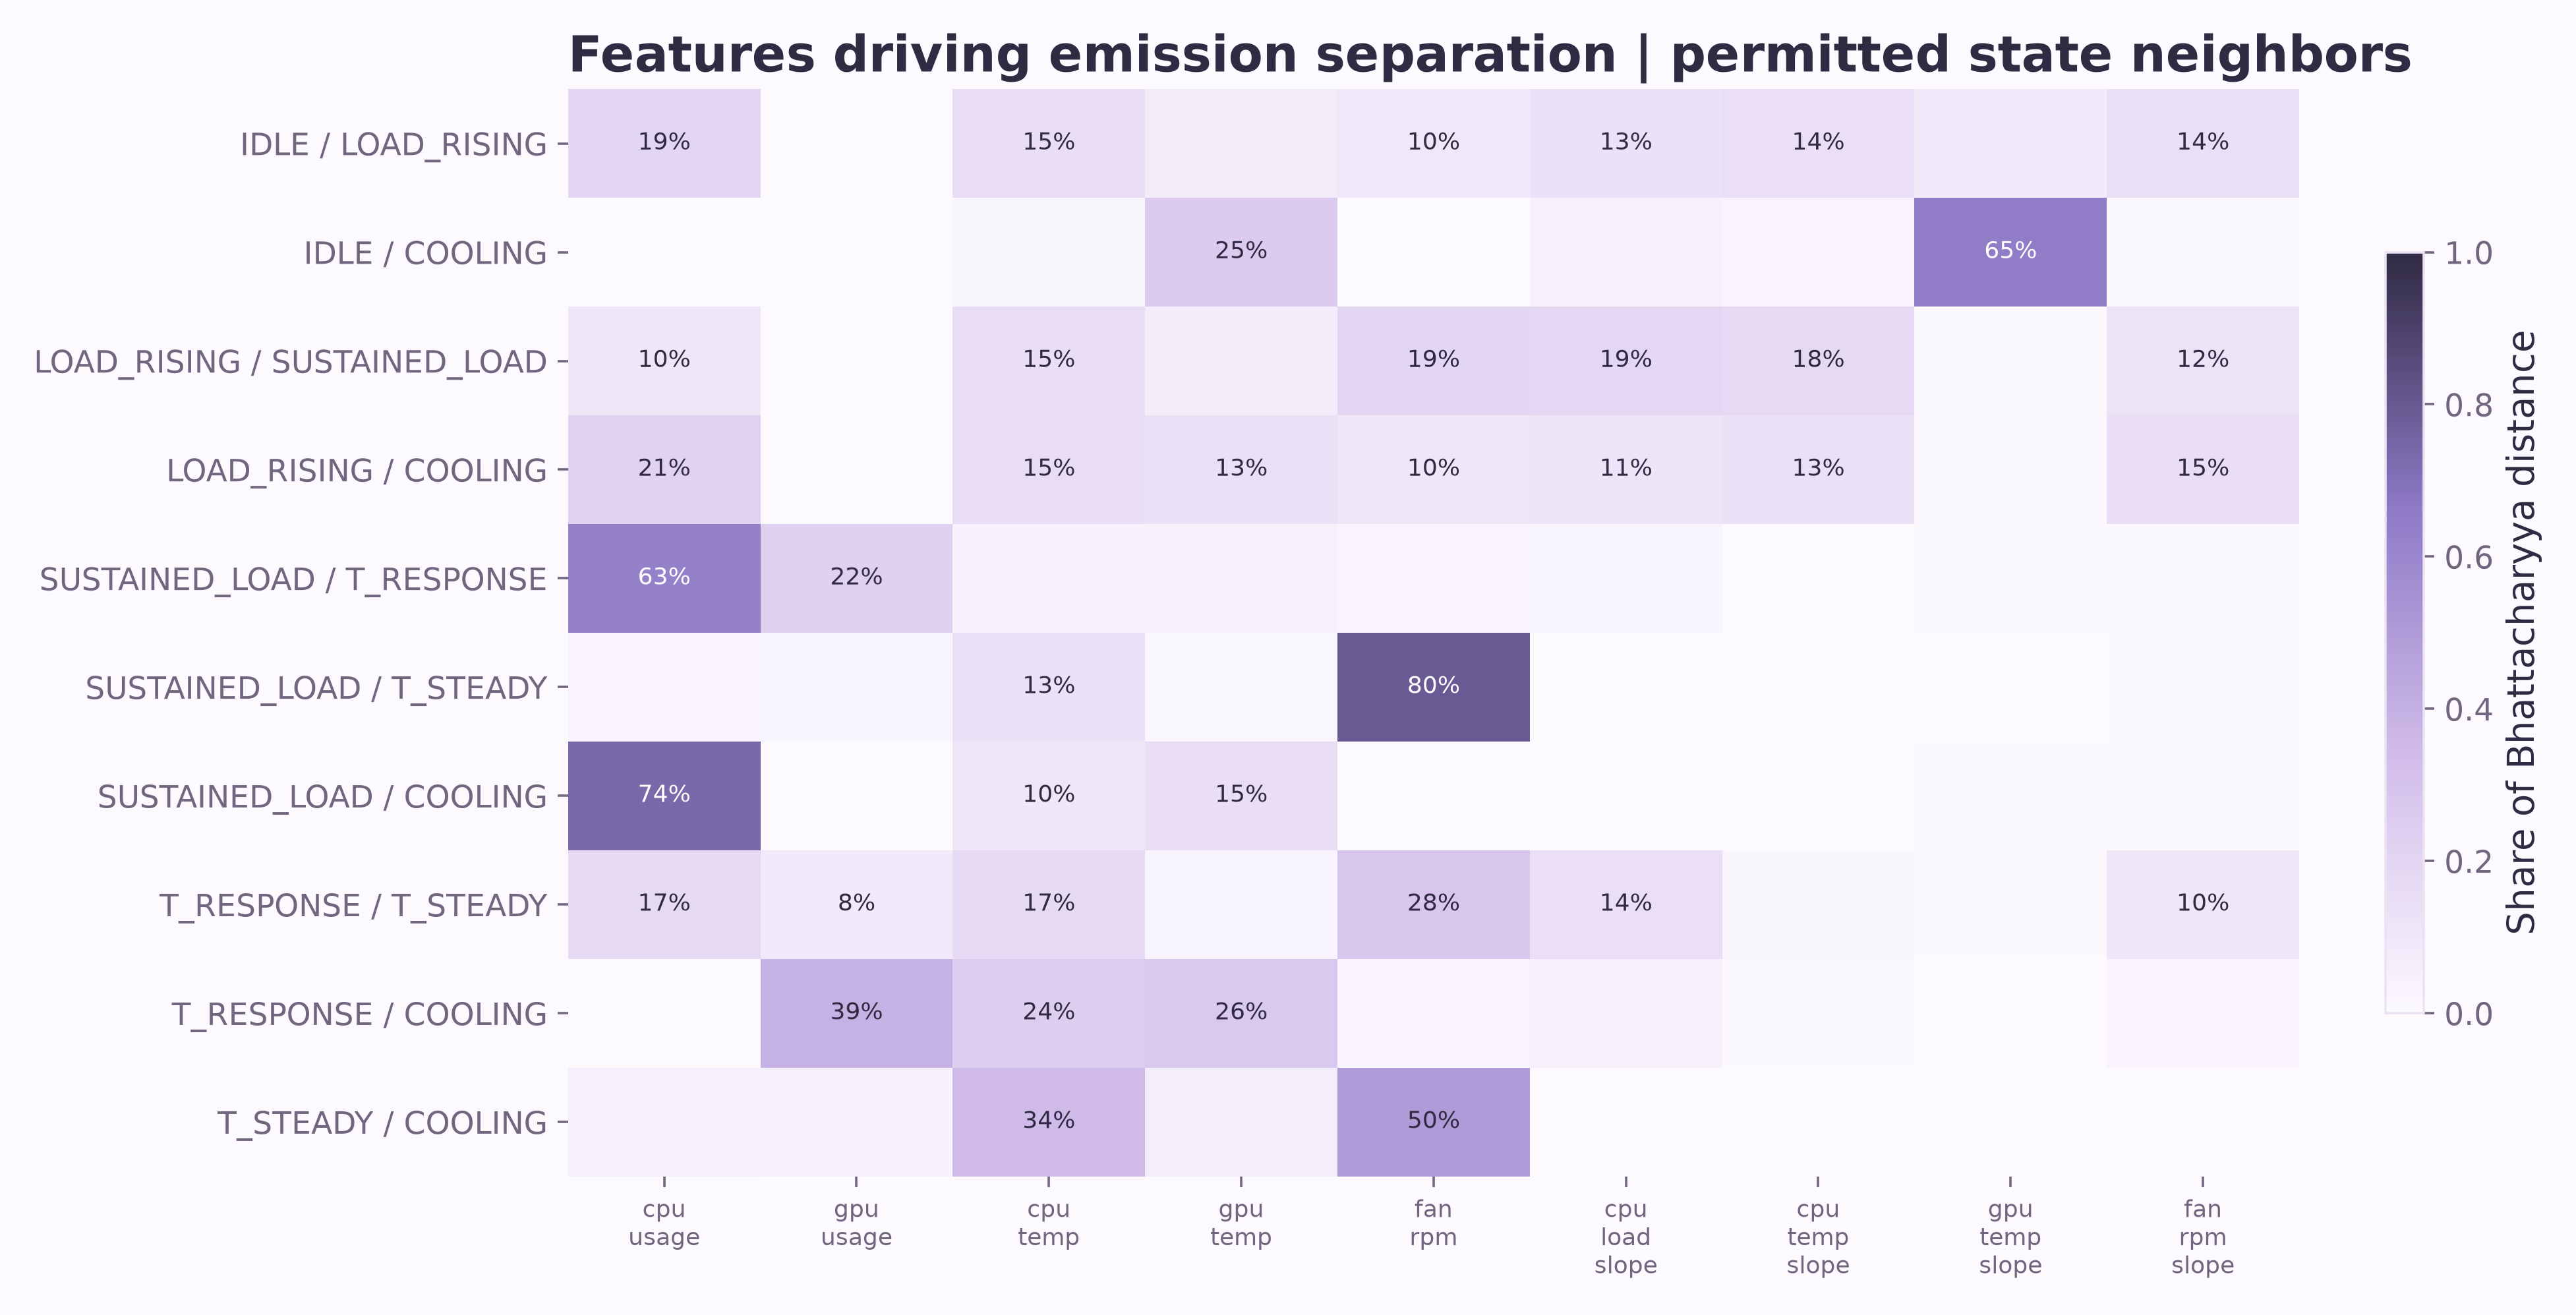 Features driving emission separation | permitted state neighbors
IDLE / LOAD_RISING 19% 15% 10% 13% 14% 14%
IDLE / COOLING 25% 65%
LOAD_RISING / SUSTAINED_LOAD 10% 15% 19% 19% 18% 12%
LOAD_RISING / COOLING 21% 15% 13% 10% 11% 13% 15%
SUSTAINED_LOAD / T_RESPONSE 63% 22%
SUSTAINED_LOAD / T_STEADY 13% 80%
SUSTAINED_LOAD / COOLING 74% 10% 15%
T_RESPONSE / T_STEADY 17% 8% 17% 28% 14% 10%
T_RESPONSE / COOLING 39% 24% 26%
T_STEADY / COOLING 34% 50%
cpu
usage
gpu
usage
cpu
temp
gpu
temp
fan
rpm
cpu
load
slope
cpu
temp
slope
gpu
temp
slope
fan
rpm
slope
1.0
0.8
0.6
0.4
0.2
0.0
Share of Bhattacharyya distance